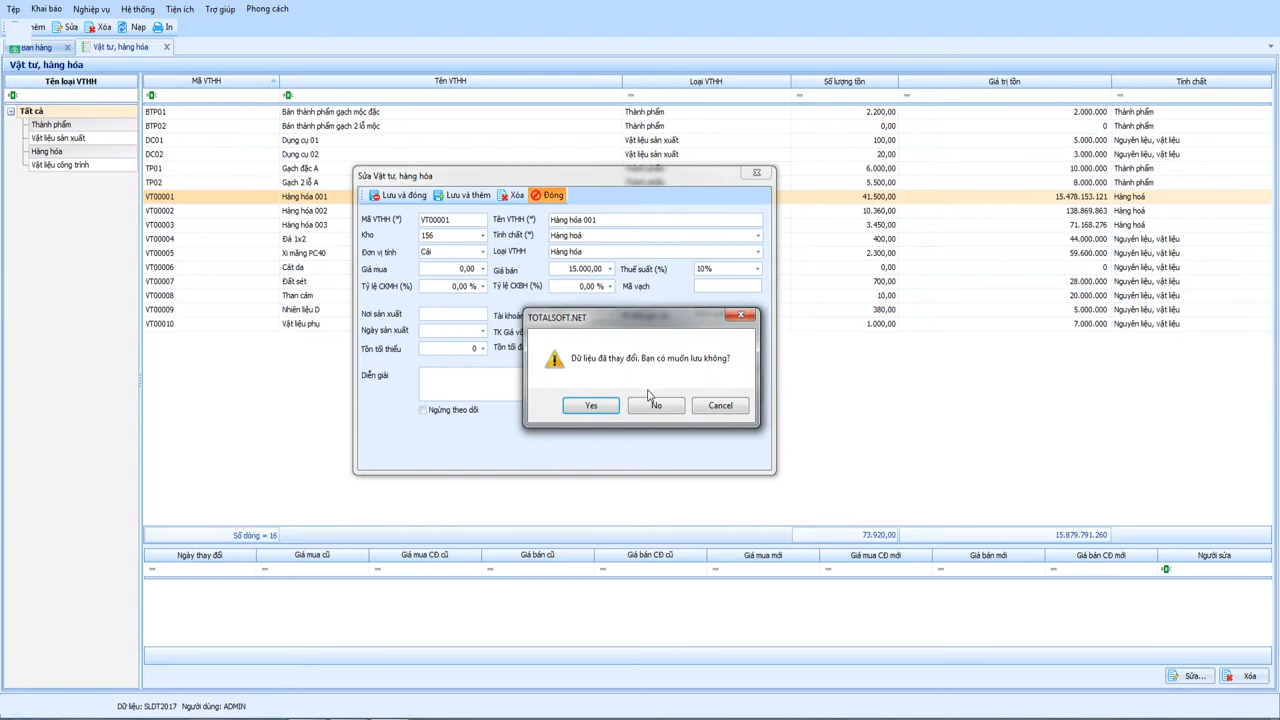 Tệp Khai báo Nghiệp vụ Hệ thống Tiện ích Trợ giúp Phong cách
Sửa Xóa Nạp In
Bán hàng Vật tư, hàng hóa
Vật tư, hàng hóa
Tên loại VTHH Mã VTHH Tên VTHH Loại VTHH Số lượng tồn Giá trị tồn Tính chất
Tất cả
Thành phẩm
Vật liệu sản xuất
Hàng hóa
Vật liệu công trình
BTP01 Bán thành phẩm gạch mộc đặc Thành phẩm 2.200,00 2.000.000 Thành phẩm
BTP02 Bán thành phẩm gạch 2 lỗ mộc Thành phẩm 0,00 0 Thành phẩm
DC01 Dụng cụ 01 Vật liệu sản xuất 100,00 5.000.000 Nguyên liệu, vật liệu
DC02 Dụng cụ 02 Vật liệu sản xuất 20,00 3.000.000 Nguyên liệu, vật liệu
TP01 Gạch đặc A 6.000,00 10.000.000 Thành phẩm
TP02 Gạch 2 lỗ A 5.500,00 8.000.000 Thành phẩm
VT00001 Hàng hóa 001 41.500,00 15.478.153.121 Hàng hoá
VT00002 Hàng hóa 002 10.360,00 138.869.863 Hàng hoá
VT00003 Hàng hóa 003 3.450,00 71.168.276 Hàng hoá
VT00004 Đá 1x2 400,00 44.000.000 Nguyên liệu, vật liệu
VT00005 Xi măng PC40 2.300,00 59.600.000 Nguyên liệu, vật liệu
VT00006 Cát da 0,00 0 Nguyên liệu, vật liệu
VT00007 Đất sét 700,00 28.000.000 Nguyên liệu, vật liệu
VT00008 Than cám 10,00 20.000.000 Nguyên liệu, vật liệu
VT00009 Nhiên liệu D 380,00 5.000.000 Nguyên liệu, vật liệu
VT00010 Vật liệu phụ 1.000,00 7.000.000 Nguyên liệu, vật liệu
Sửa Vật tư, hàng hóa
Lưu và đóng Lưu và thêm Xóa Đóng
Mã VTHH (*) VT00001 Tên VTHH (*) Hàng hóa 001
Kho 156 Tính chất (*) Hàng hoá
Đơn vị tính Cái Loại VTHH Hàng hóa
Giá mua 0,00 Giá bán 15.000,00 Thuế suất (%) 10%
Tỷ lệ CKMH (%) 0,00 % Tỷ lệ CKBH (%) 0,00 % Mã vạch
Nơi sản xuất Tài khoản
Ngày sản xuất TK Giá
Tồn tối thiểu 0 Tồn tối
Diễn giải
Ngừng theo dõi
TOTALSOFT.NET
Dữ liệu đã thay đổi. Bạn có muốn lưu không?
Yes No Cancel
Số dòng = 16 73.920,00 15.879.791.260
Ngày thay đổi Giá mua cũ Giá mua CĐ cũ Giá bán cũ Giá bán CĐ cũ Giá mua mới Giá mua CĐ mới Giá bán mới Giá bán CĐ mới Người sửa
Sửa... Xóa
Dữ liệu: SLDT2017 Người dùng: ADMIN